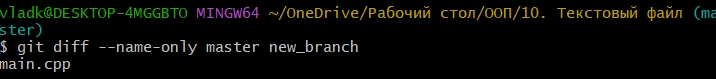 vladk@DESKTOP-4MGGBTO MINGW64 ~/OneDrive/Рабочий стол/ООП/10. Текстовый файл (ma
ster)
$ git diff --name-only master new_branch
main.cpp